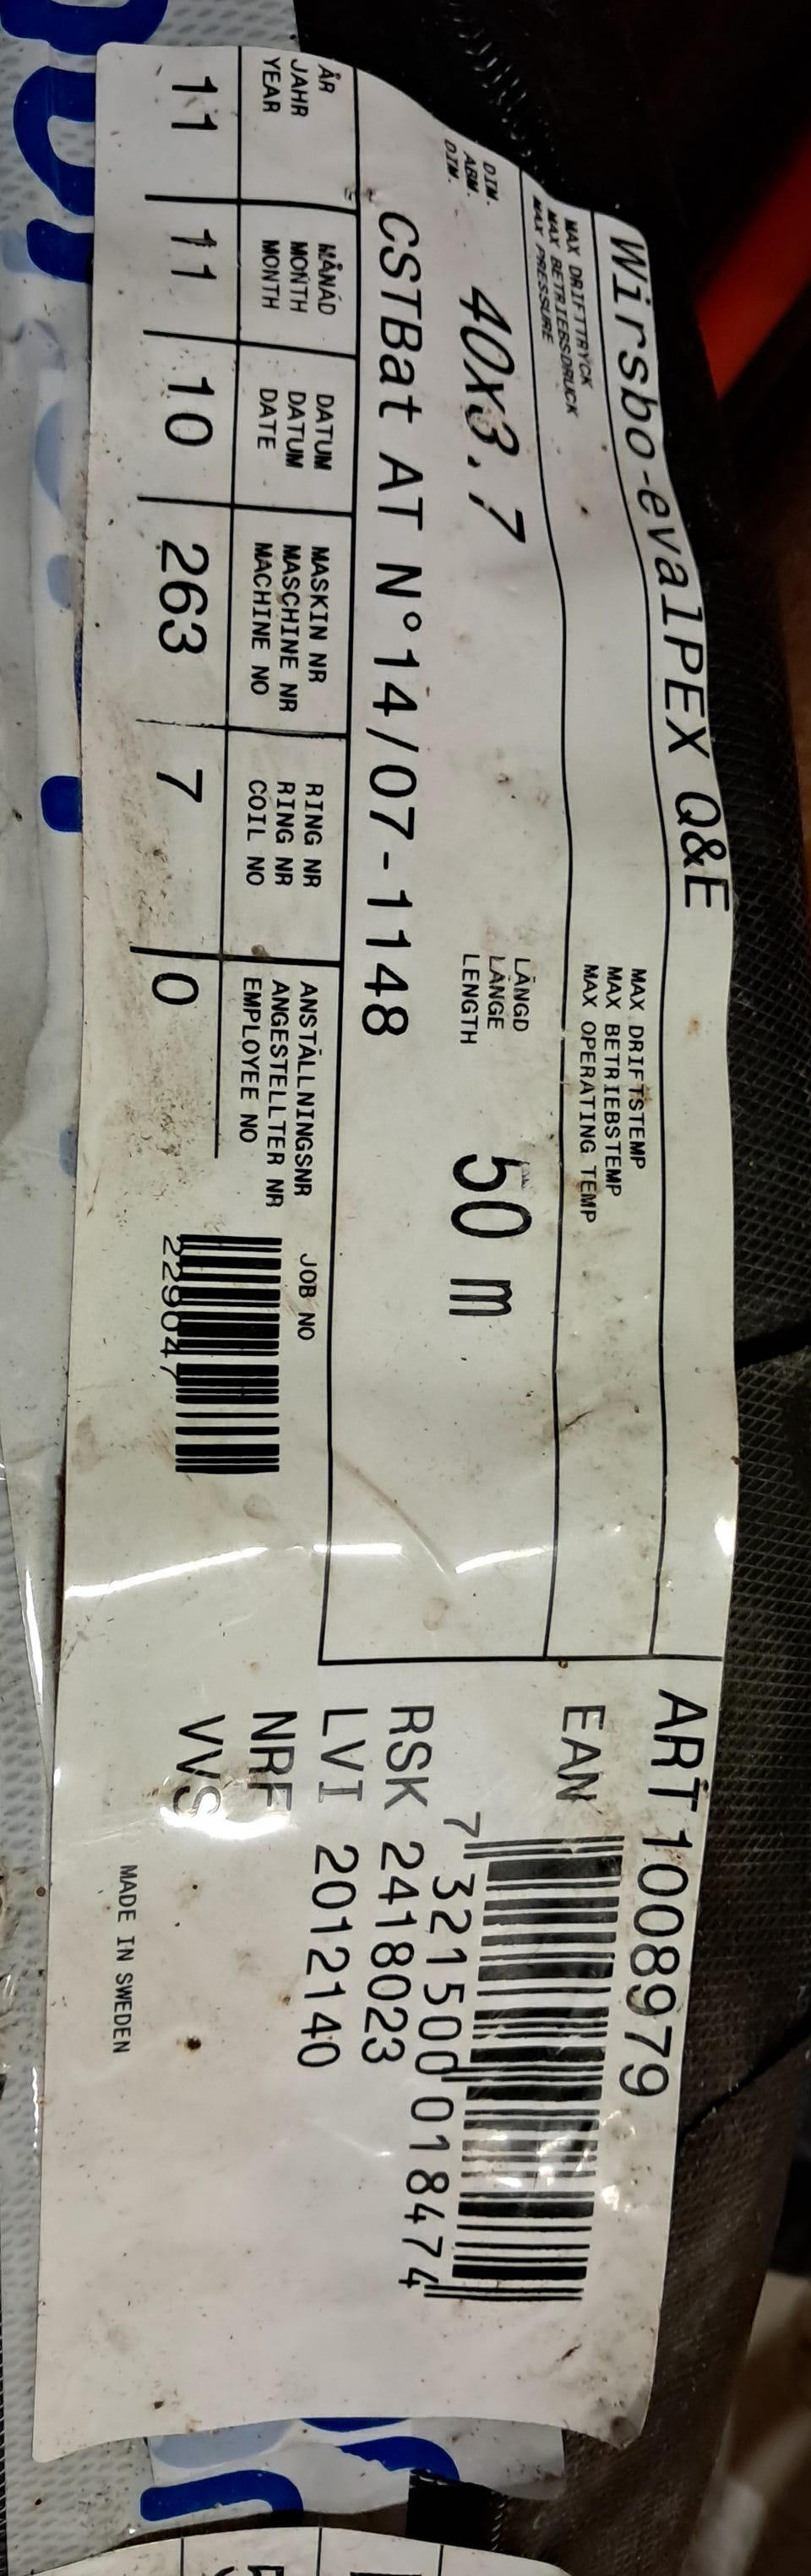 Wirsbo-evalPEX Q&E
MAX DRIFTTRYCK
MAX BETRIEBSDRUCK
MAX PRESSURE
MAX DRIFTSTEMP
MAX BETRIEBSTEMP
MAX OPERATING TEMP
DIM.
ABM.
DIM.
40x3.7
LÄNGD
LÄNGE
LENGTH
50 m
CSTBat AT N°14/07-1148
ÅR
JAHR
YEAR
MÅNAD
MONTH
MONTH
DATUM
DATUM
DATE
MASKIN NR
MASCHINE NR
MACHINE NO
RING NR
RING NR
COIL NO
ANSTÄLLNINGSNR
ANGESTELLTER NR
EMPLOYEE NO
JOB NO
11 11 10 263 7 0
229647
ART 1008979
EAN
7 321500 018474
RSK 2418023
LVI 2012140
NRF
VVS
MADE IN SWEDEN